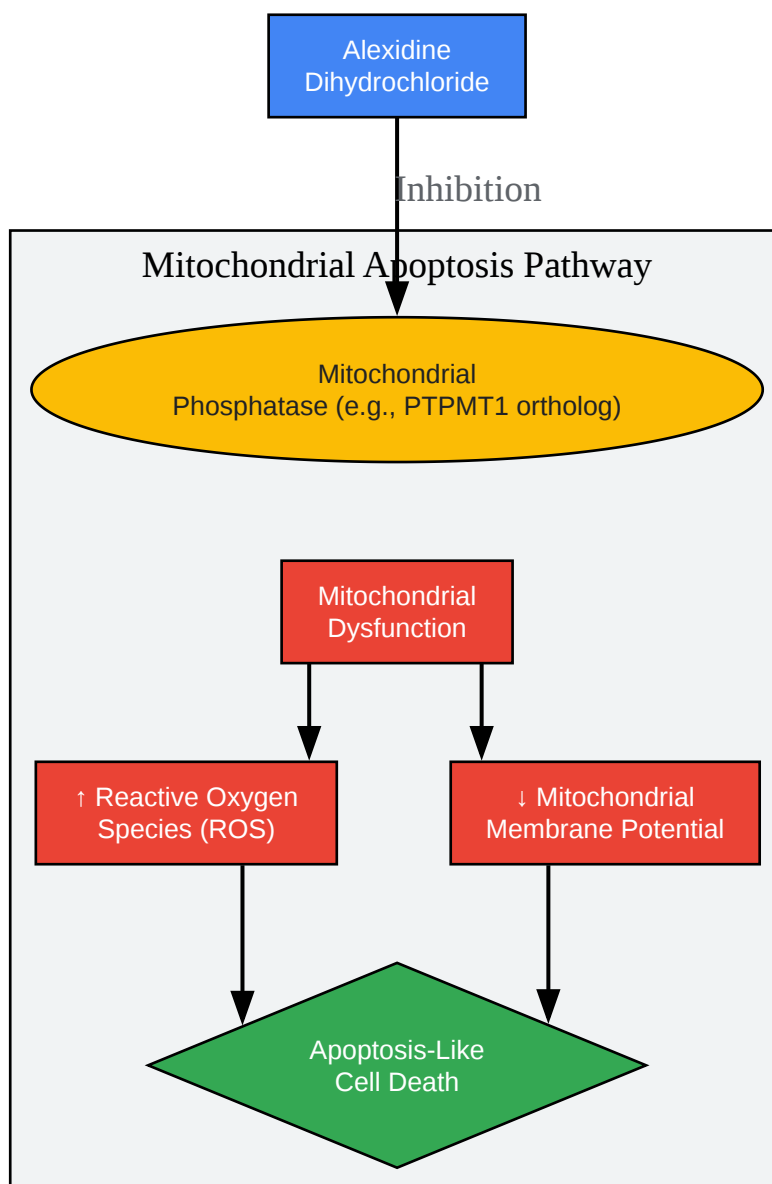 Alexidine
Dihydrochloride
Inhibition
Mitochondrial Apoptosis Pathway
Mitochondrial
Phosphatase (e.g., PTPMT1 ortholog)
Mitochondrial
Dysfunction
↑ Reactive Oxygen
Species (ROS)
↓ Mitochondrial
Membrane Potential
Apoptosis-Like
Cell Death